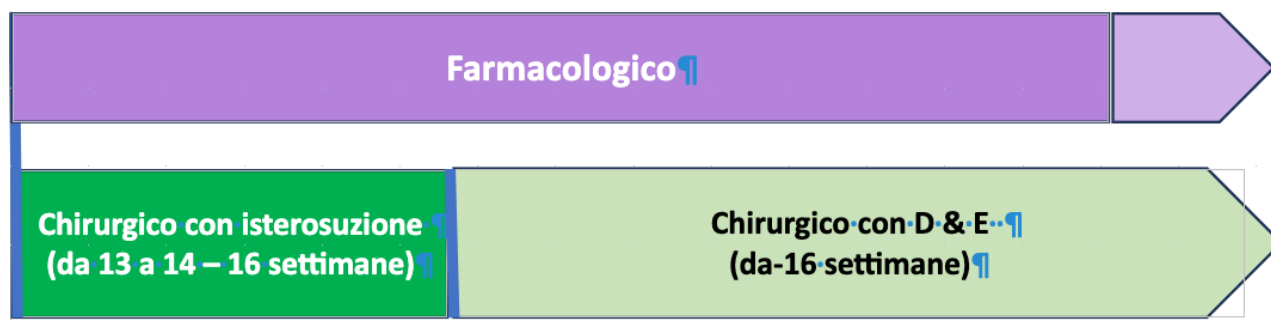 Farmacologico¶
Chirurgico con isterosuzione·¶
(da·13·a·14·–·16 settimane)¶
Chirurgico·con·D·&·E··¶
(da-16·settimane)¶